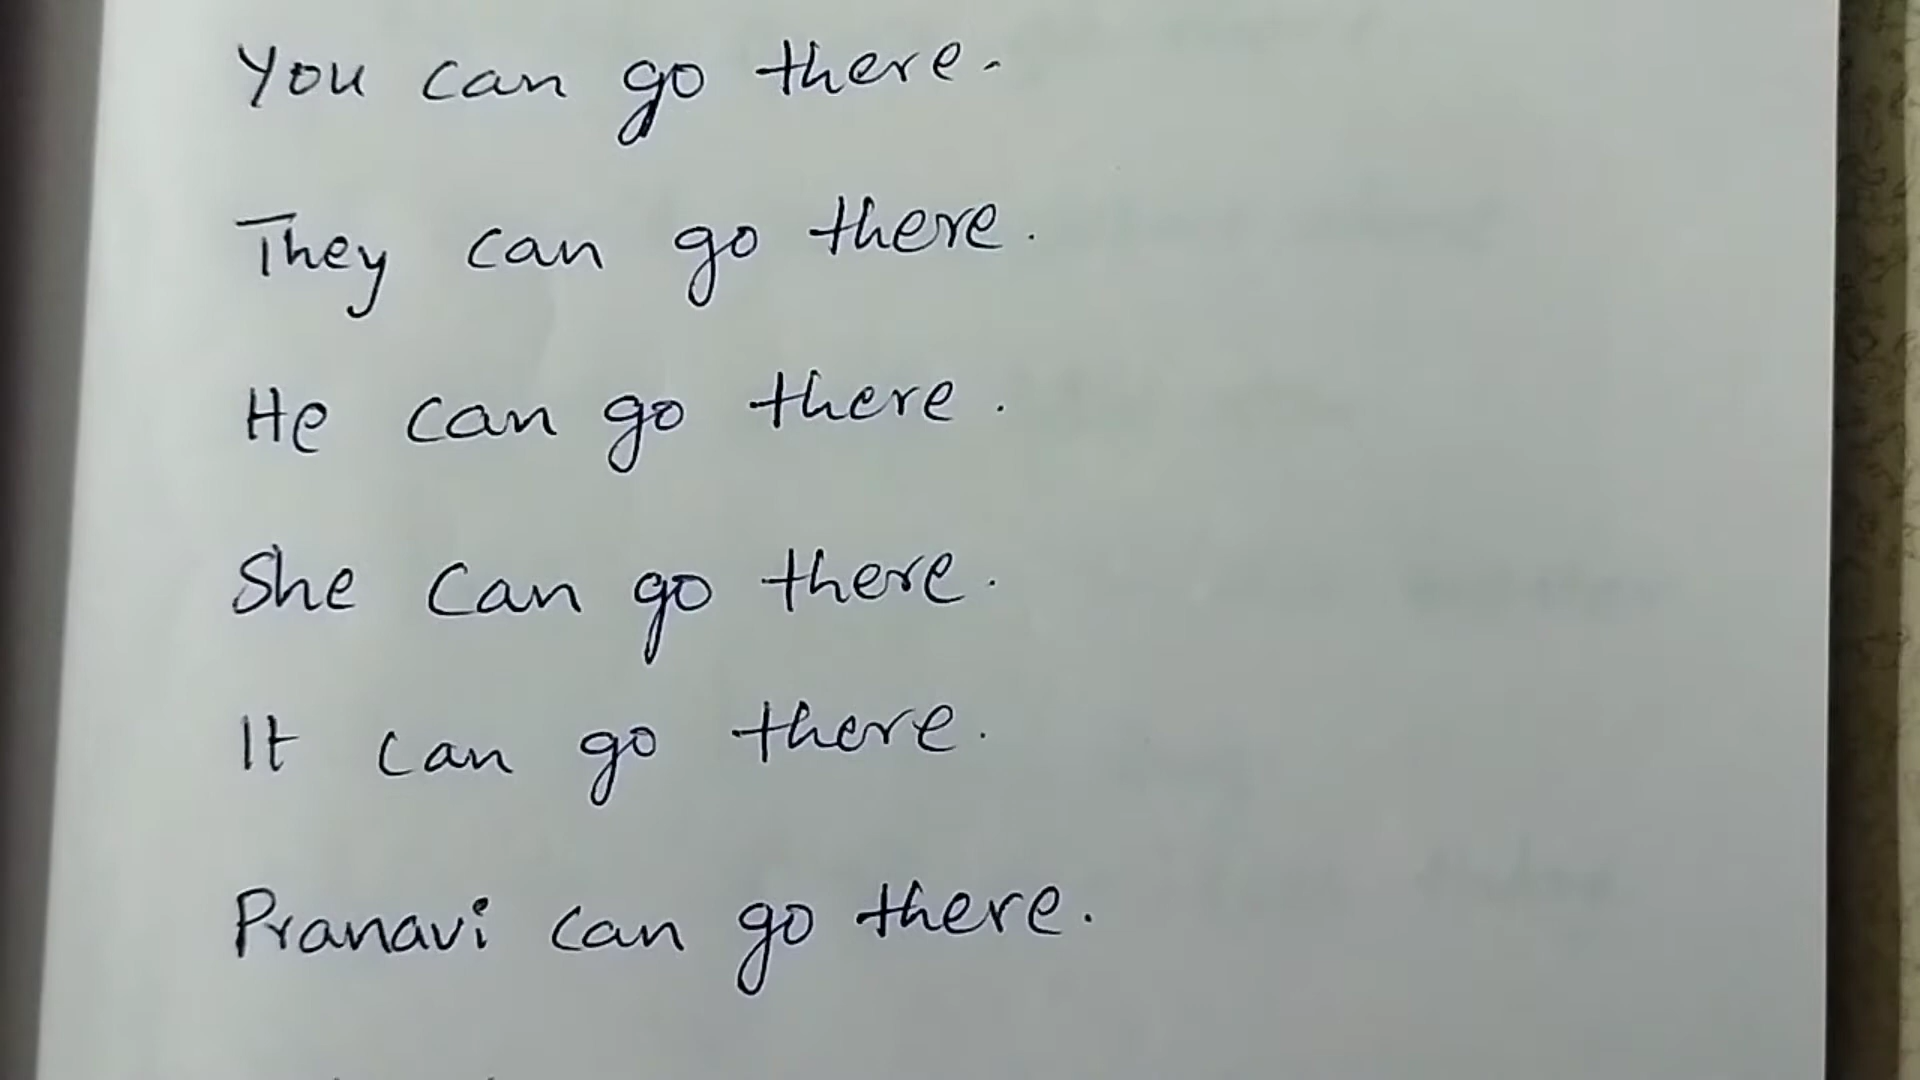 You can go there.
They can go there.
He can go there.
She can go there.
It can go there.
Pranavi can go there.